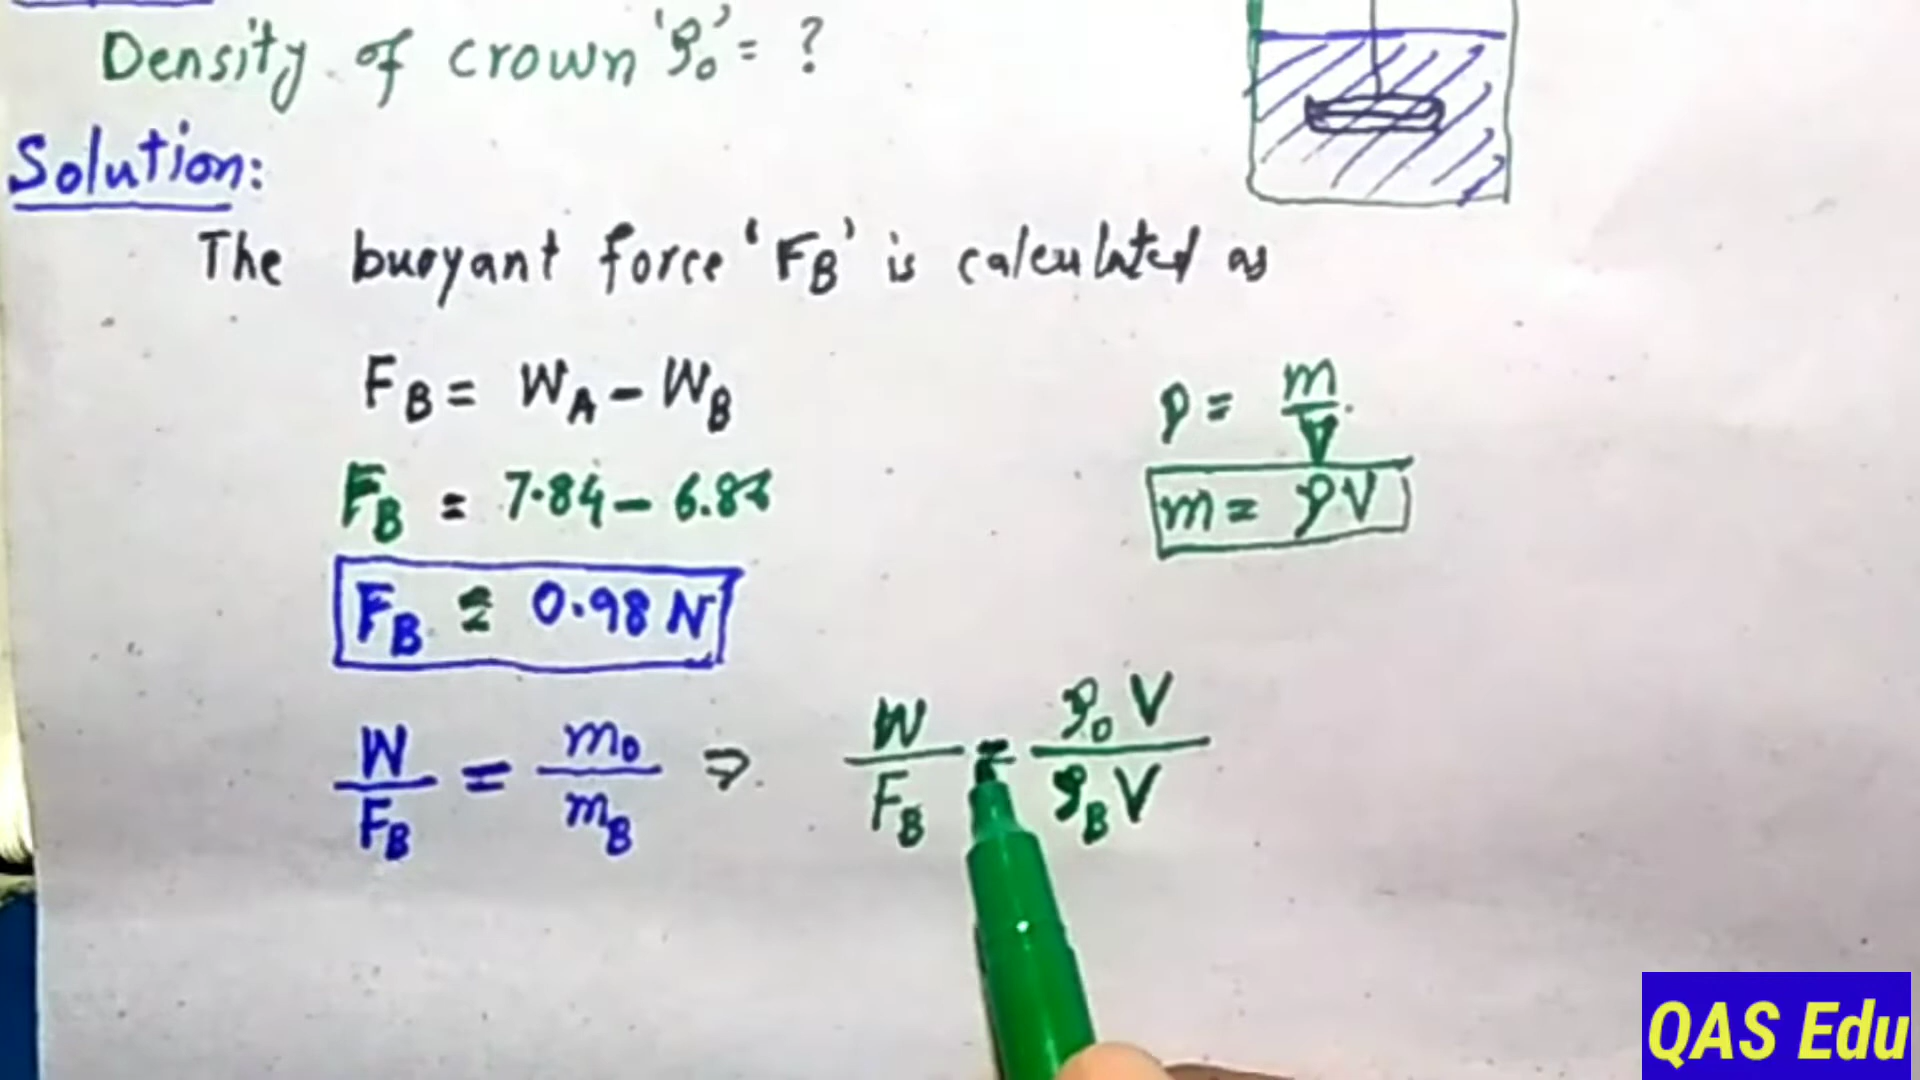 Density of crown 'ρ₀' = ?
Solution:
The buoyant force 'F_B' is calculated as
F_B = W_A - W_B
ρ = m/V
F_B = 7.84 - 6.86
m = ρV
F_B = 0.98 N
W/F_B = m₀/m_B ⇒ W/F_B = ρ₀V/ρ_B V
QAS Edu